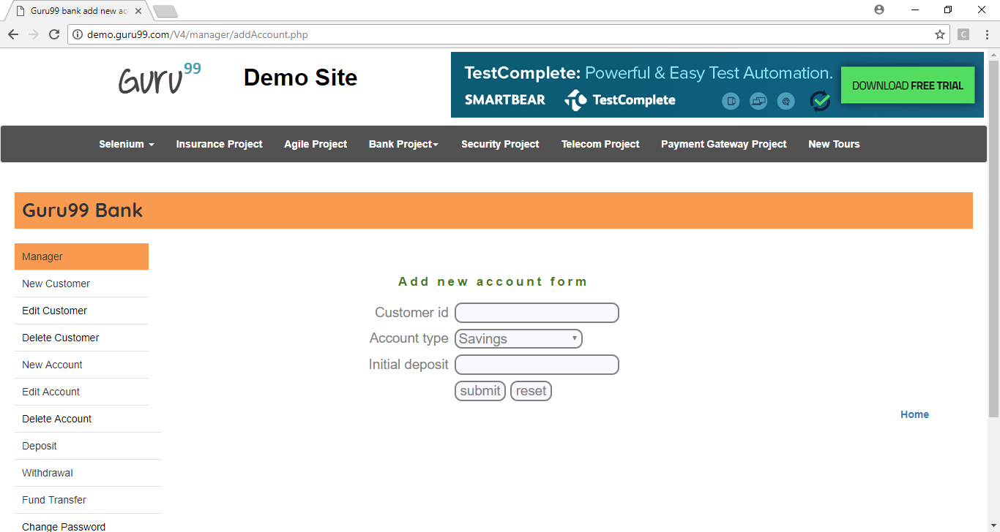 Guru99 bank add new ac
demo.guru99.com/V4/manager/addAccount.php
C
Guru99
Demo Site
TestComplete: Powerful & Easy Test Automation.
SMARTBEAR TestComplete
DOWNLOAD FREE TRIAL
Selenium Insurance Project Agile Project Bank Project Security Project Telecom Project Payment Gateway Project New Tours
Guru99 Bank
Manager
New Customer
Edit Customer
Delete Customer
New Account
Edit Account
Delete Account
Deposit
Withdrawal
Fund Transfer
Change Password
Add new account form
Customer id
Account type Savings
Initial deposit
submit reset
Home